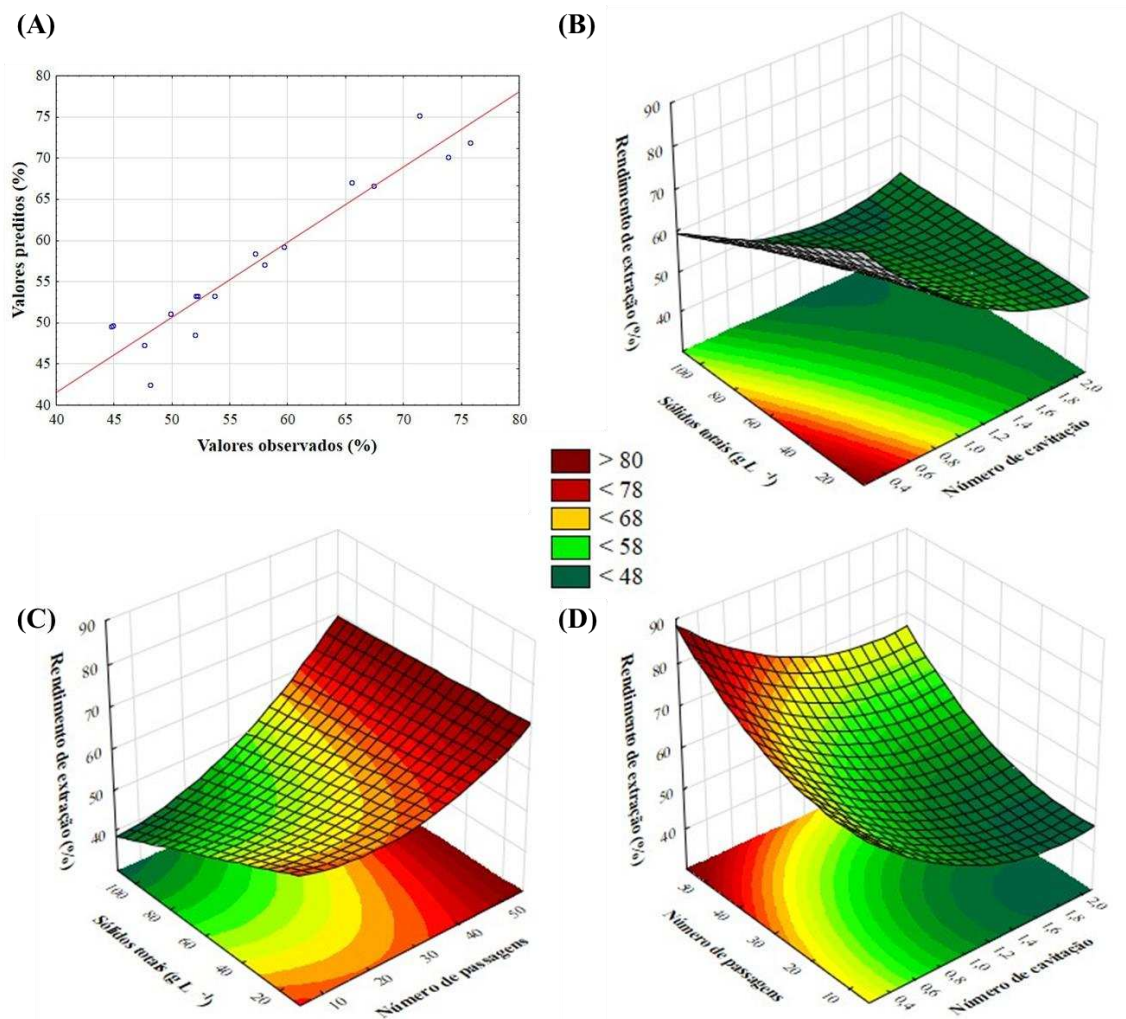 (A)
80
75
70
65
60
55
50
45
40
Valores preditos (%)
40 45 50 55 60 65 70 75 80
Valores observados (%)
(B)
90
80
70
60
50
40
Rendimento de extração (%)
100 80 60 40 20
Sólidos totais (g L⁻¹)
0,4 0,6 0,8 1,0 1,2 1,4 1,6 1,8 2,0
Número de cavitação
> 80
< 78
< 68
< 58
< 48
(C)
90
80
70
60
50
40
Rendimento de extração (%)
100 80 60 40 20
Sólidos totais (g L⁻¹)
10 20 30 40 50
Número de passagens
(D)
90
80
70
60
50
40
Rendimento de extração (%)
50 40 30 20 10
Número de passagens
0,4 0,6 0,8 1,0 1,2 1,4 1,6 1,8 2,0
Número de cavitação